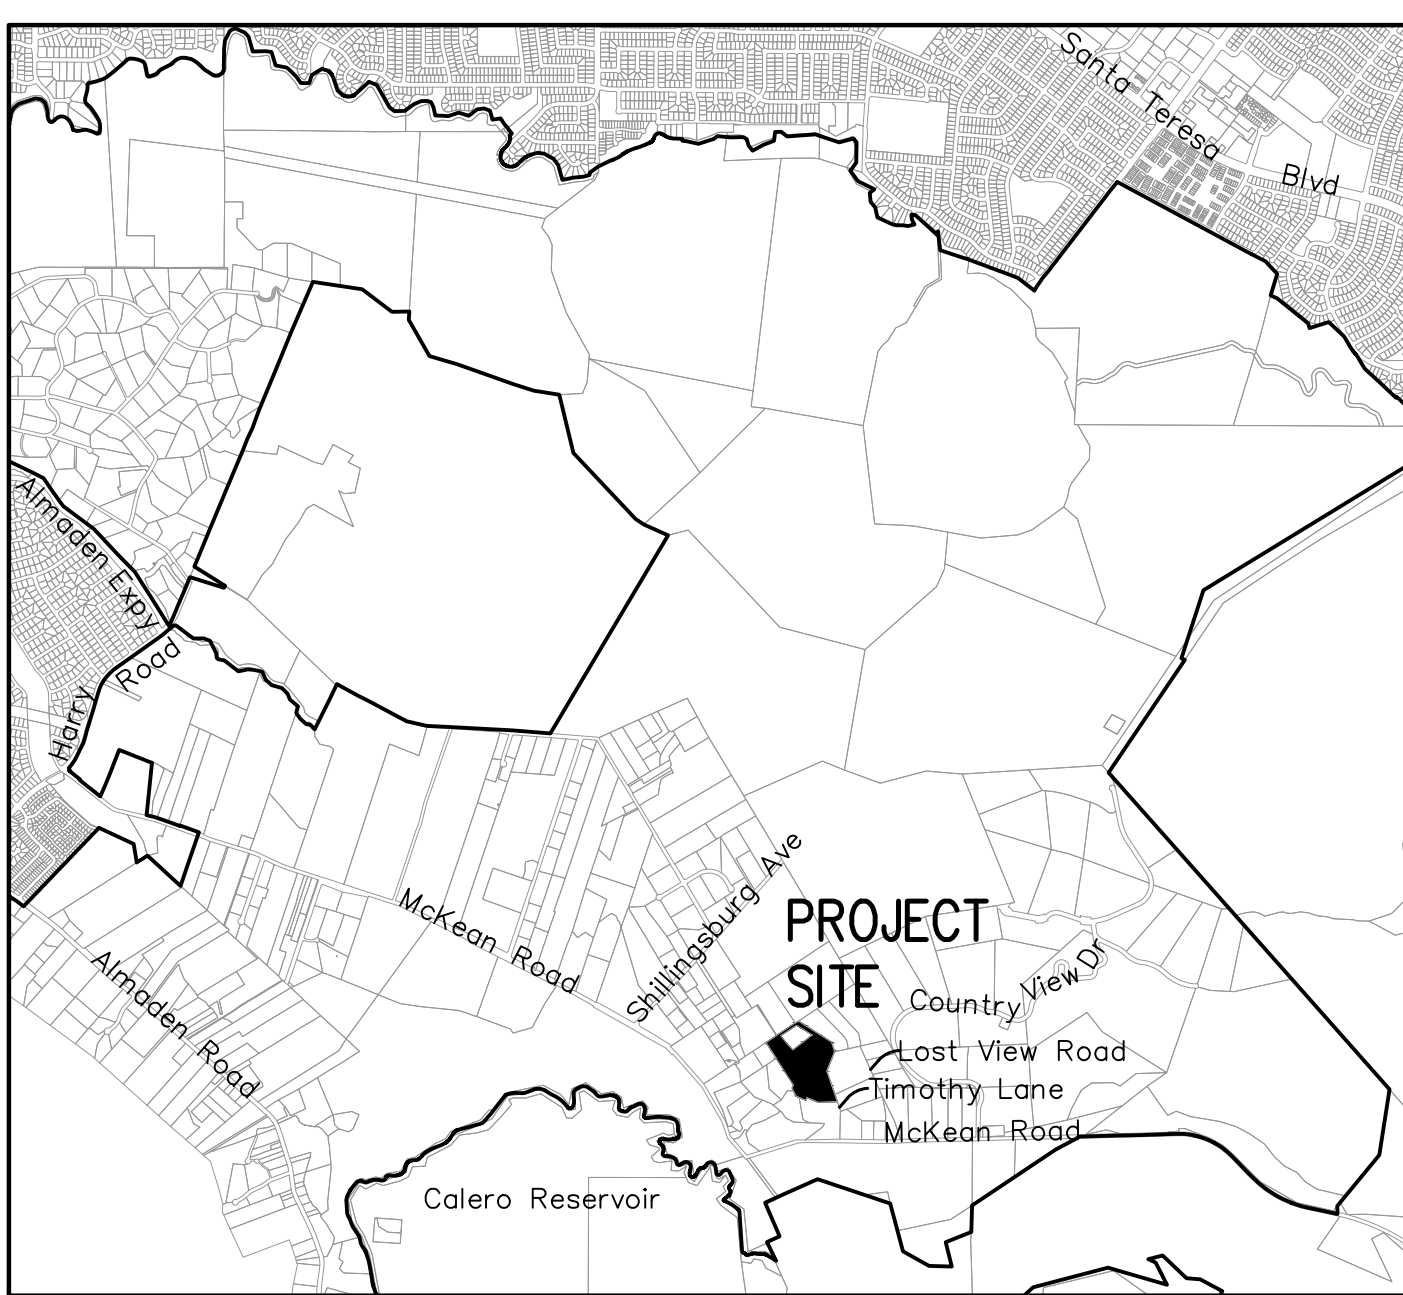 Santa Teresa
Blvd
Almaden Expy
Harry
Road
McKean Road
Shillingsburg Ave
PROJECT
SITE
Almaden Road
Country
View
Dr
Lost View Road
Timothy Lane
McKean Road
Calero Reservoir